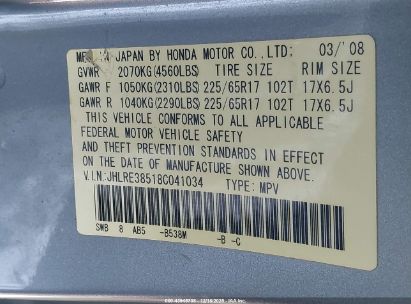 MFD IN JAPAN BY HONDA MOTOR CO., LTD: 03/'08
GVWR 2070KG(4560LBS) TIRE SIZE RIM SIZE
GAWR F 1050KG(2310LBS) 225/65R17 102T 17X6.5J
GAWR R 1040KG(2290LBS) 225/65R17 102T 17X6.5J
THIS VEHICLE CONFORMS TO ALL APPLICABLE
FEDERAL MOTOR VEHICLE SAFETY
AND THEFT PREVENTION STANDARDS IN EFFECT ON
THE DATE OF MANUFACTURE SHOWN ABOVE.
V.I.N:JHLRE38518C041034 TYPE: MPV
SWB 8 AB5 -B538M -B -C